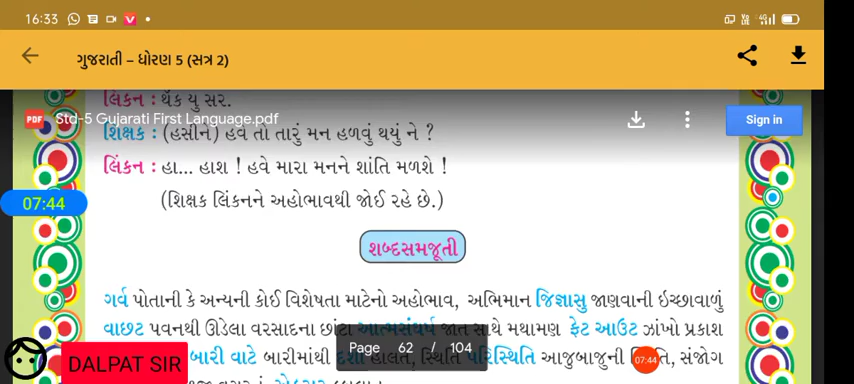 16:33
ગુજરાતી – ધોરણ 5 (સત્ર 2)
લિંકન : થેંક યુ સર.
PDF Std-5 Gujarati First Language.pdf
Sign in
શિક્ષક : (હસીને) હવે તો તારું મન હળવું થયું ને ?
લિંકન : હા... હાશ ! હવે મારા મનને શાંતિ મળશે !
07:44
(શિક્ષક લિંકનને અહોભાવથી જોઈ રહે છે.)
શબ્દસમજૂતી
ગર્વ પોતાની કે અન્યની કોઈ વિશેષતા માટેનો અહોભાવ, અભિમાન જિજ્ઞાસુ જાણવાની ઇચ્છાવાળું
વાછટ પવનથી ઊડેલા વરસાદના છાંટા આત્મસંઘર્ષ જાત સાથે મથામણ ફેટ આઉટ ઝાંખો પ્રકાશ
Page 62 / 104
બારી વાટે બારીમાંથી દશા હાલત, સ્થિતિ પરિસ્થિતિ આજુબાજુની સંજોગ
07:44
DALPAT SIR